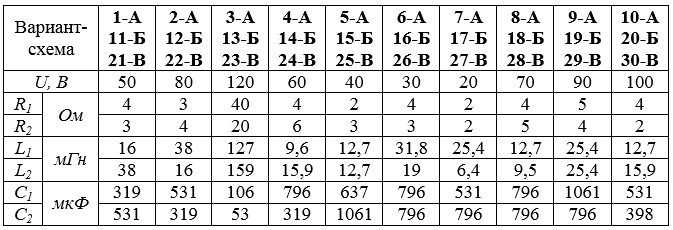 Вариант-схема 1-А 11-Б 21-В 2-А 12-Б 22-В 3-А 13-Б 23-В 4-А 14-Б 24-В 5-А 15-Б 25-В 6-А 16-Б 26-В 7-А 17-Б 27-В 8-А 18-Б 28-В 9-А 19-Б 29-В 10-А 20-Б 30-В
U, В 50 80 120 60 40 30 20 70 90 100
R1 Ом 4 3 40 4 2 4 2 4 5 4
R2 3 4 20 6 3 3 2 5 4 2
L1 мГн 16 38 127 9,6 12,7 31,8 25,4 12,7 25,4 12,7
L2 38 16 159 15,9 12,7 19 6,4 9,5 25,4 15,9
C1 мкФ 319 531 106 796 637 796 531 796 1061 531
C2 531 319 53 319 1061 796 796 796 796 398